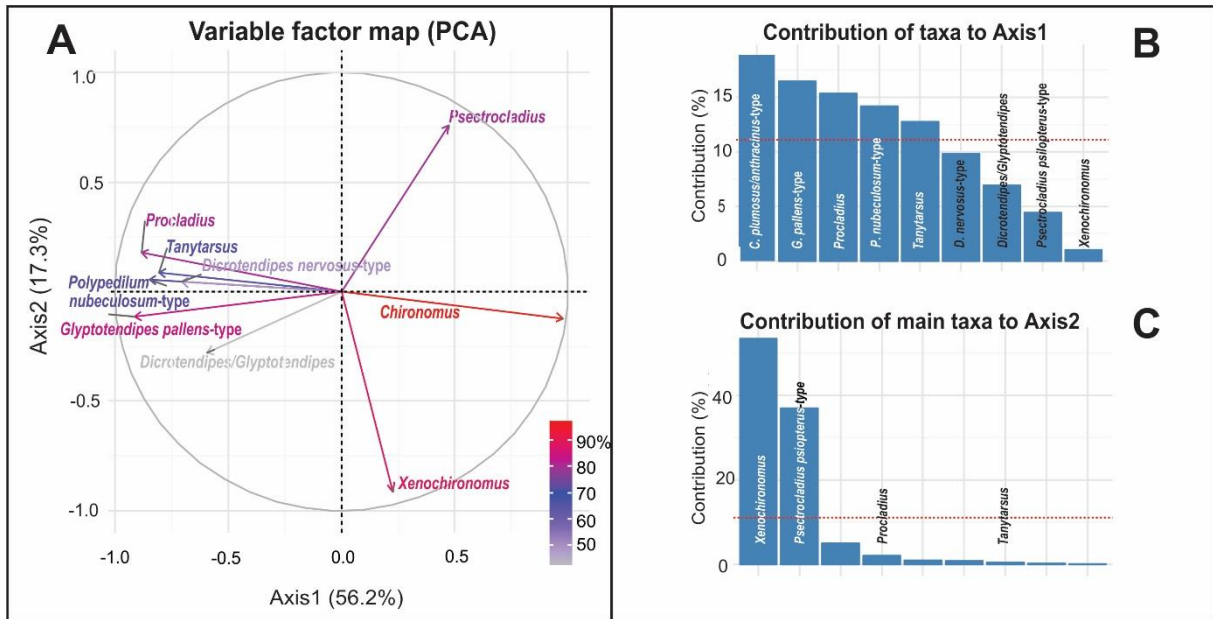 A
Variable factor map (PCA)
1.0
0.5
-0.5
-1.0
Axis2 (17.3%)
Psectrocladius
Procladius
Tanytarsus
Dicrotendipes nervosus-type
Polypedilum
nubeculosum-type
Chironomus
Glyptotendipes pallens-type
Dicrotendipes/Glyptotendipes
Xenochironomus
90%
80
70
60
50
-1.0 -0.5 0.0 0.5
Axis1 (56.2%)
Contribution of taxa to Axis1
B
Contribution (%)
15
10
5
0
C. plumosus/anthracinus-type
G. pallens-type
Procladius
P. nubeculosum-type
Tanytarsus
D. nervosus-type
Dicrotendipes/Glyptotendipes
Psectrocladius psilopterus-type
Xenochironomus
Contribution of main taxa to Axis2
C
Contribution (%)
40
20
0
Xenochironomus
Psectrocladius psiopterus-type
Procladius
Tanytarsus